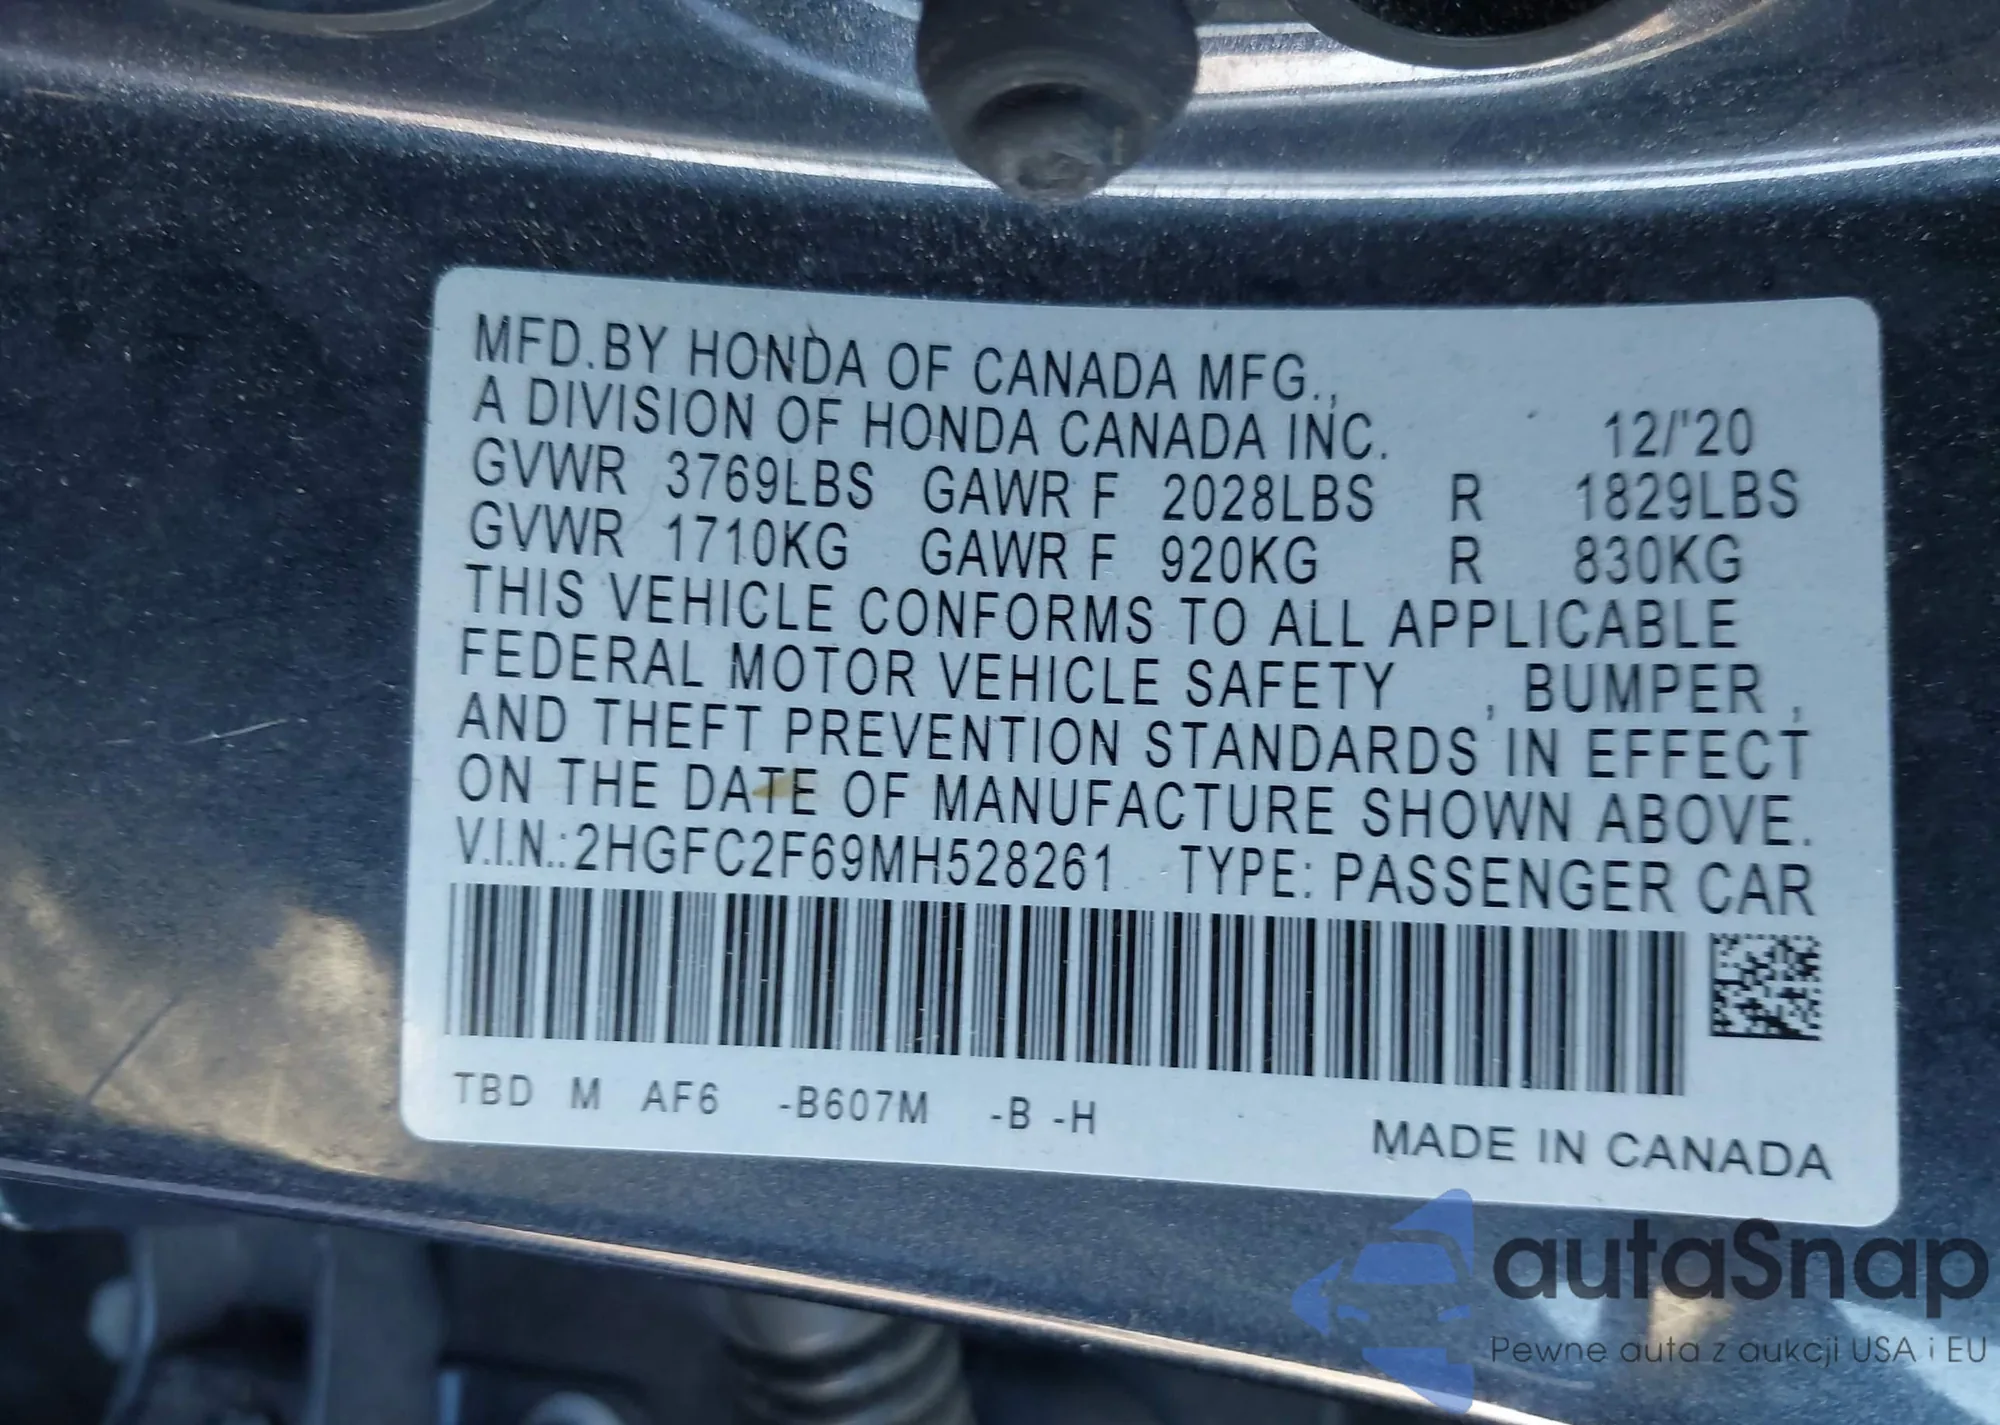 MFD.BY HONDA OF CANADA MFG.,
A DIVISION OF HONDA CANADA INC. 12/'20
GVWR 3769LBS GAWR F 2028LBS R 1829LBS
GVWR 1710KG GAWR F 920KG R 830KG
THIS VEHICLE CONFORMS TO ALL APPLICABLE
FEDERAL MOTOR VEHICLE SAFETY , BUMPER ,
AND THEFT PREVENTION STANDARDS IN EFFECT
ON THE DATE OF MANUFACTURE SHOWN ABOVE.
V.I.N.:2HGFC2F69MH528261 TYPE: PASSENGER CAR
TBD M AF6 -B607M -B -H
MADE IN CANADA
autaSnap
Pewne auta z aukcji USA i EU